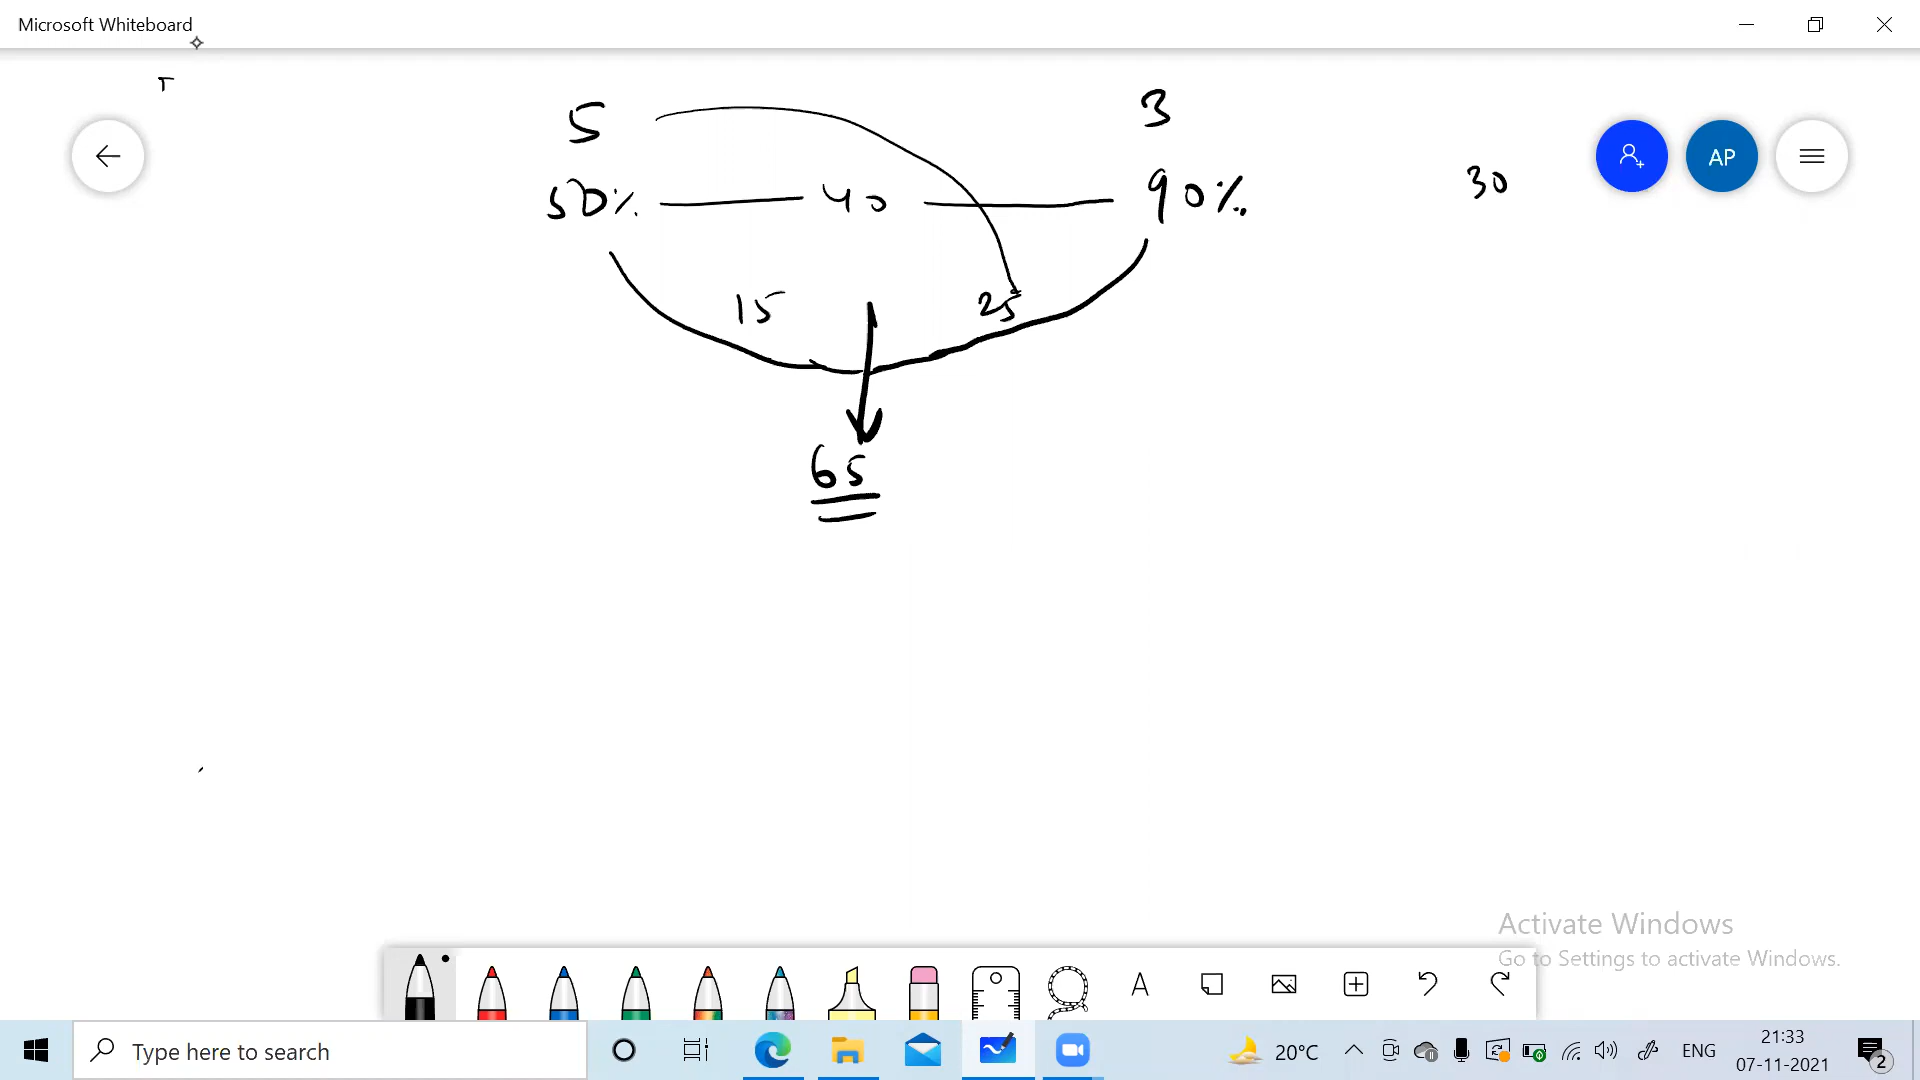 Microsoft Whiteboard
5 3
50% 40 90% 30
AP
15 25
65
Activate Windows
Go to Settings to activate Windows.
A
Type here to search
20°C
ENG
21:33
07-11-2021
2